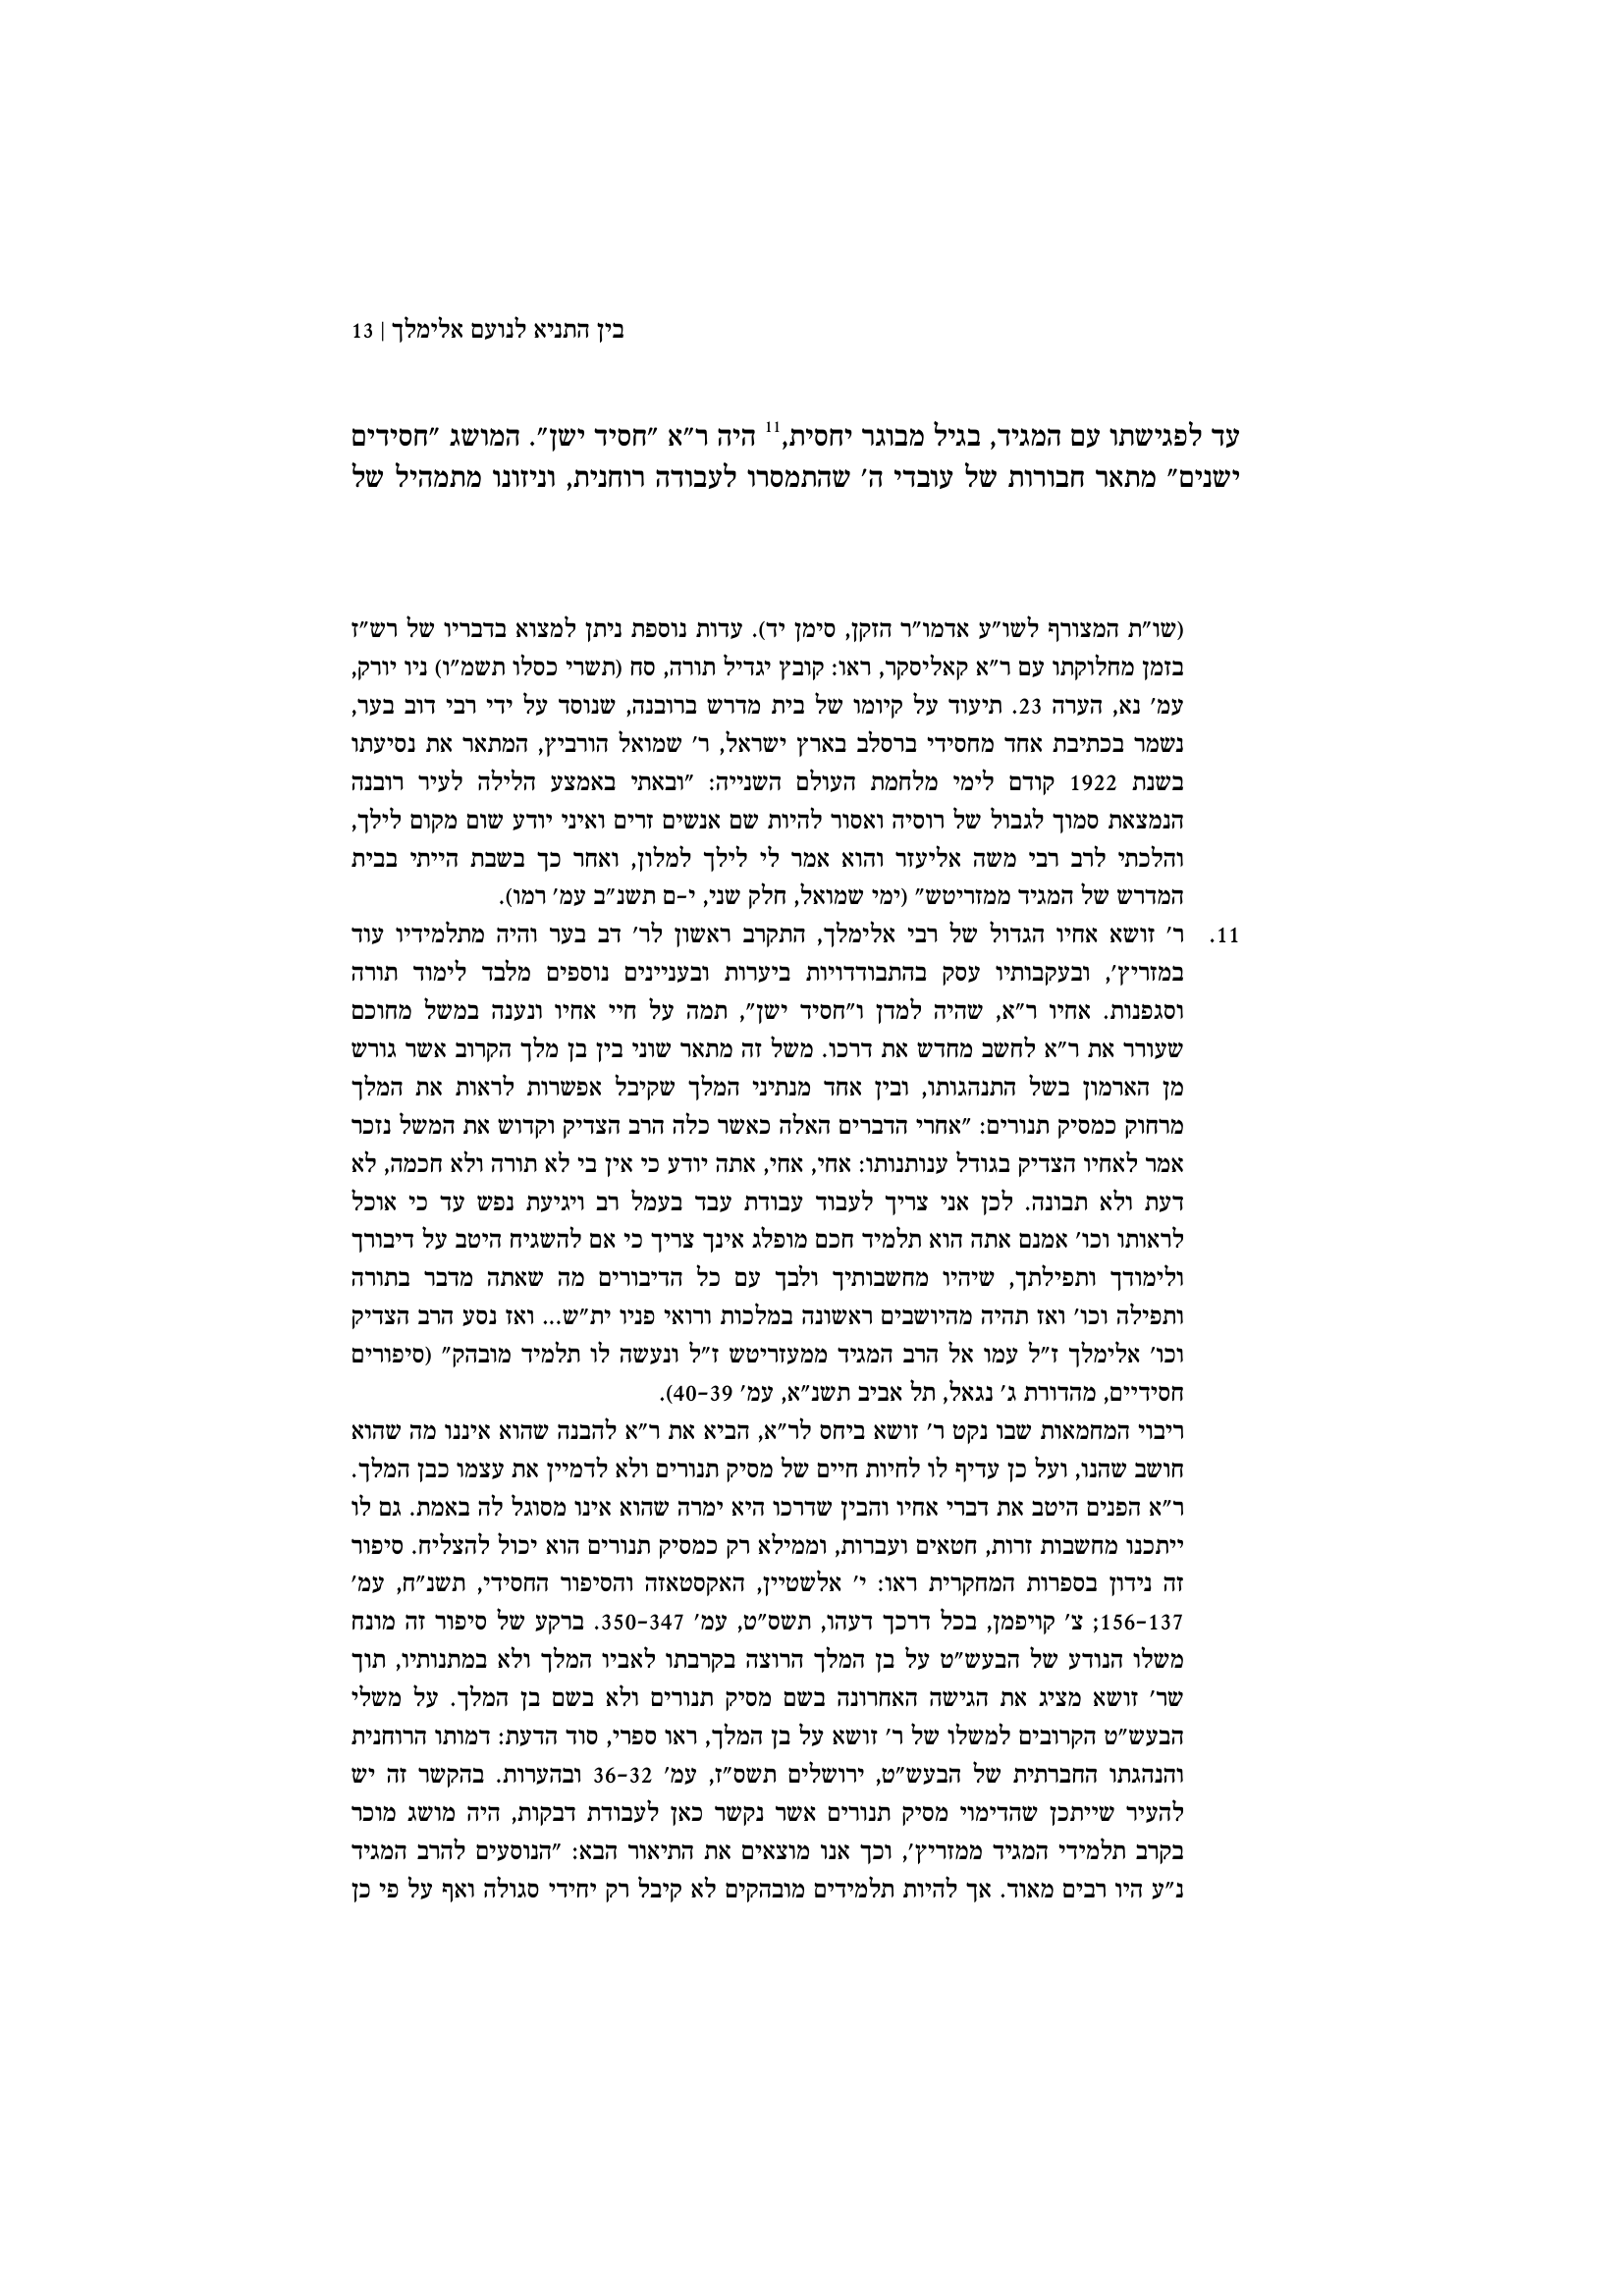 בין התניא לנועם אלימלך | 13
עד לפגישתו עם המגיד, בגיל מבוגר יחסית,11 היה ר״א ״חסיד ישן״. המושג ״חסידים
ישנים״ מתאר חבורות של עובדי ה׳ שהתמסרו לעבודה רוחנית, וניזונו מתמהיל של
(שו״ת המצורף לשו״ע אדמו״ר הזקן, סימן יד). עדות נוספת ניתן למצוא בדבריו של רש״ז
בזמן מחלוקתו עם ר״א קאליסקר, ראו: קובץ יגדיל תורה, סח (תשרי כסלו תשמ״ו) ניו יורק,
עמ׳ נא, הערה 23. תיעוד על קיומו של בית מדרש ברובנה, שנוסד על ידי רבי דוב בער,
נשמר בכתיבת אחד מחסידי ברסלב בארץ ישראל, ר׳ שמואל הורביץ, המתאר את נסיעתו
בשנת 1922 קודם לימי מלחמת העולם השנייה: ״ובאתי באמצע הלילה לעיר רובנה
הנמצאת סמוך לגבול של רוסיה ואסור להיות שם אנשים זרים ואיני יודע שום מקום לילך,
והלכתי לרב רבי משה אליעזר והוא אמר לי לילך למלון, ואחר כך בשבת הייתי בבית
המדרש של המגיד ממזריטש״ (ימי שמואל, חלק שני, י–ם תשנ״ב עמ׳ רמו).
11. ר׳ זושא אחיו הגדול של רבי אלימלך, התקרב ראשון לר׳ דב בער והיה מתלמידיו עוד
במזריץ׳, ובעקבותיו עסק בהתבודדויות ביערות ובעניינים נוספים מלבד לימוד תורה
וסגפנות. אחיו ר״א, שהיה למדן ו״חסיד ישן״, תמה על חיי אחיו ונענה במשל מחוכם
שעורר את ר״א לחשב מחדש את דרכו. משל זה מתאר שוני בין בן מלך הקרוב אשר גורש
מן הארמון בשל התנהגותו, ובין אחד מנתיני המלך שקיבל אפשרות לראות את המלך
מרחוק כמסיק תנורים: ״אחרי הדברים האלה כאשר כלה הרב הצדיק וקדוש את המשל נזכר
אמר לאחיו הצדיק בגודל ענותנותו: אחי, אחי, אתה יודע כי אין בי לא תורה ולא חכמה, לא
דעת ולא תבונה. לכן אני צריך לעבוד עבודת עבד בעמל רב ויגיעת נפש עד כי אוכל
לראותו וכו׳ אמנם אתה הוא תלמיד חכם מופלג אינך צריך כי אם להשגיח היטב על דיבורך
ולימודך ותפילתך, שיהיו מחשבותיך ולבך עם כל הדיבורים מה שאתה מדבר בתורה
ותפילה וכו׳ ואז תהיה מהיושבים ראשונה במלכות ורואי פניו ית״ש... ואז נסע הרב הצדיק
וכו׳ אלימלך ז״ל עמו אל הרב המגיד ממעזריטש ז״ל ונעשה לו תלמיד מובהק״ (סיפורים
חסידיים, מהדורת ג׳ נגאל, תל אביב תשנ״א, עמ׳ 39–40).
ריבוי המחמאות שבו נקט ר׳ זושא ביחס לר״א, הביא את ר״א להבנה שהוא איננו מה שהוא
חושב שהנו, ועל כן עדיף לו לחיות חיים של מסיק תנורים ולא לדמיין את עצמו כבן המלך.
ר״א הפנים היטב את דברי אחיו והבין שדרכו היא ימרה שהוא אינו מסוגל לה באמת. גם לו
ייתכנו מחשבות זרות, חטאים ועברות, וממילא רק כמסיק תנורים הוא יכול להצליח. סיפור
זה נידון בספרות המחקרית ראו: י׳ אלשטיין, האקסטאזה והסיפור החסידי, תשנ״ח, עמ׳
137–156; צ׳ קויפמן, בכל דרכך דעהו, תשס״ט, עמ׳ 347–350. ברקע של סיפור זה מונח
משלו הנודע של הבעש״ט על בן המלך הרוצה בקרבתו לאביו המלך ולא במתנותיו, תוך
שר׳ זושא מציג את הגישה האחרונה בשם מסיק תנורים ולא בשם בן המלך. על משלי
הבעש״ט הקרובים למשלו של ר׳ זושא על בן המלך, ראו ספרי, סוד הדעת: דמותו הרוחנית
והנהגתו החברתית של הבעש״ט, ירושלים תשס״ז, עמ׳ 32–36 ובהערות. בהקשר זה יש
להעיר שייתכן שהדימוי מסיק תנורים אשר נקשר כאן לעבודת דבקות, היה מושג מוכר
בקרב תלמידי המגיד ממזריץ׳, וכך אנו מוצאים את התיאור הבא: ״הנוסעים להרב המגיד
נ״ע היו רבים מאוד. אך להיות תלמידים מובהקים לא קיבל רק יחידי סגולה ואף על פי כן